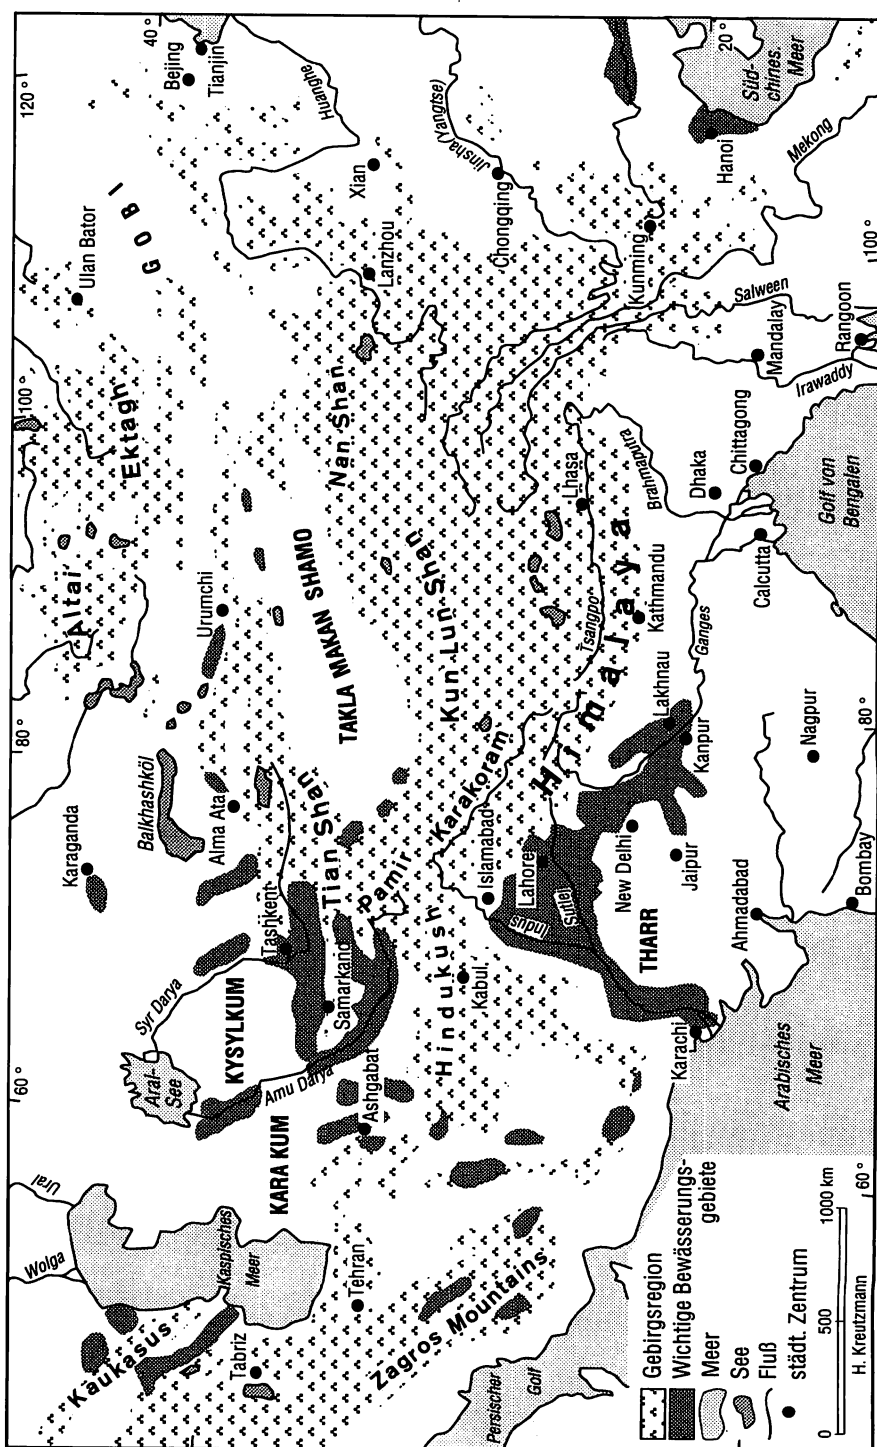 120°
100°
80°
60°
40°
20°
100°
80°
60°
Wolga
Ural
Kaspisches
Meer
Kaukasus
Tabriz
Tehran
Zagros Mountains
Persischer
Golf
Aral-
See
Syr Darya
Amu Darya
KYSYLKUM
KARA KUM
Ashgabat
Samarkand
Tashkent
Karaganda
Balkhashköl
Alma Ata
Tian Shan
Pamir
Hindukush
Kabul
Karakoram
Islamabad
Lahore
Indus
Sutlej
New Delhi
Jaipur
THARR
Karachi
Ahmadabad
Bombay
Nagpur
Arabisches
Meer
Altai
Ektagh
Urumchi
TAKLA MAKAN SHAMO
Kun Lun Shan
Nan Shan
Himalaya
Tsangpo
Lhasa
Kathmandu
Lakhnau
Kanpur
Ganges
Brahmaputra
Dhaka
Chittagong
Calcutta
Golf von
Bengalen
Ulan Bator
GOBI
Bejing
Tianjin
Huanghe
Xian
Lanzhou
Jinsha (Yangtse)
Chongqing
Kunming
Salween
Mandalay
Irawaddy
Rangoon
Hanoi
Mekong
Süd-
chines.
Meer
Gebirgsregion
Wichtige Bewässerungs-
gebiete
Meer
See
Fluß
städt. Zentrum
0 500 1000 km
H. Kreutzmann